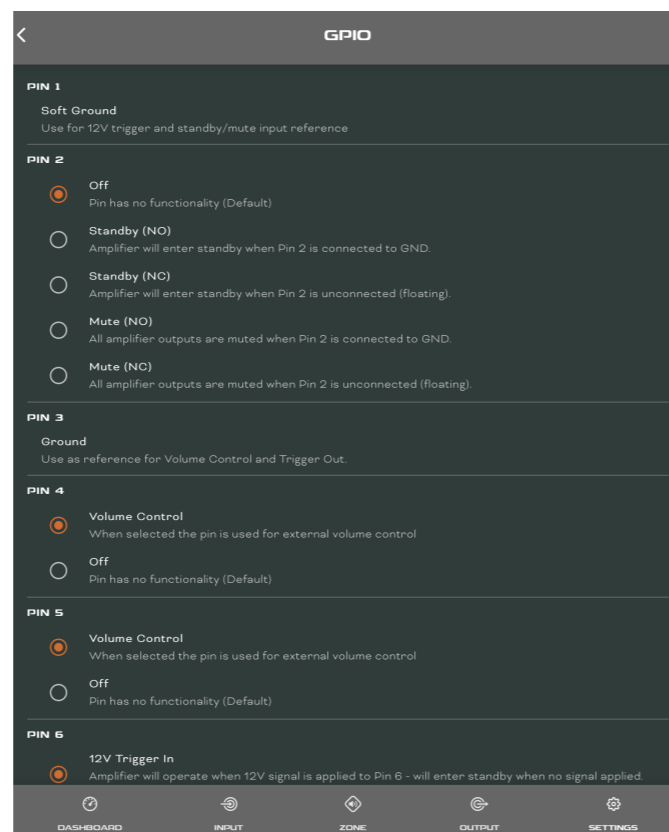 GPIO
PIN 1
Soft Ground
Use for 12V trigger and standby/mute input reference
PIN 2
Off
Pin has no functionality (Default)
Standby (NO)
Amplifier will enter standby when Pin 2 is connected to GND.
Standby (NC)
Amplifier will enter standby when Pin 2 is unconnected (floating).
Mute (NO)
All amplifier outputs are muted when Pin 2 is connected to GND.
Mute (NC)
All amplifier outputs are muted when Pin 2 is unconnected (floating).
PIN 3
Ground
Use as reference for Volume Control and Trigger Out.
PIN 4
Volume Control
When selected the pin is used for external volume control
Off
Pin has no functionality (Default)
PIN 5
Volume Control
When selected the pin is used for external volume control
Off
Pin has no functionality (Default)
PIN 6
12V Trigger In
Amplifier will operate when 12V signal is applied to Pin 6 - will enter standby when no signal applied.
DASHBOARD INPUT ZONE OUTPUT SETTINGS